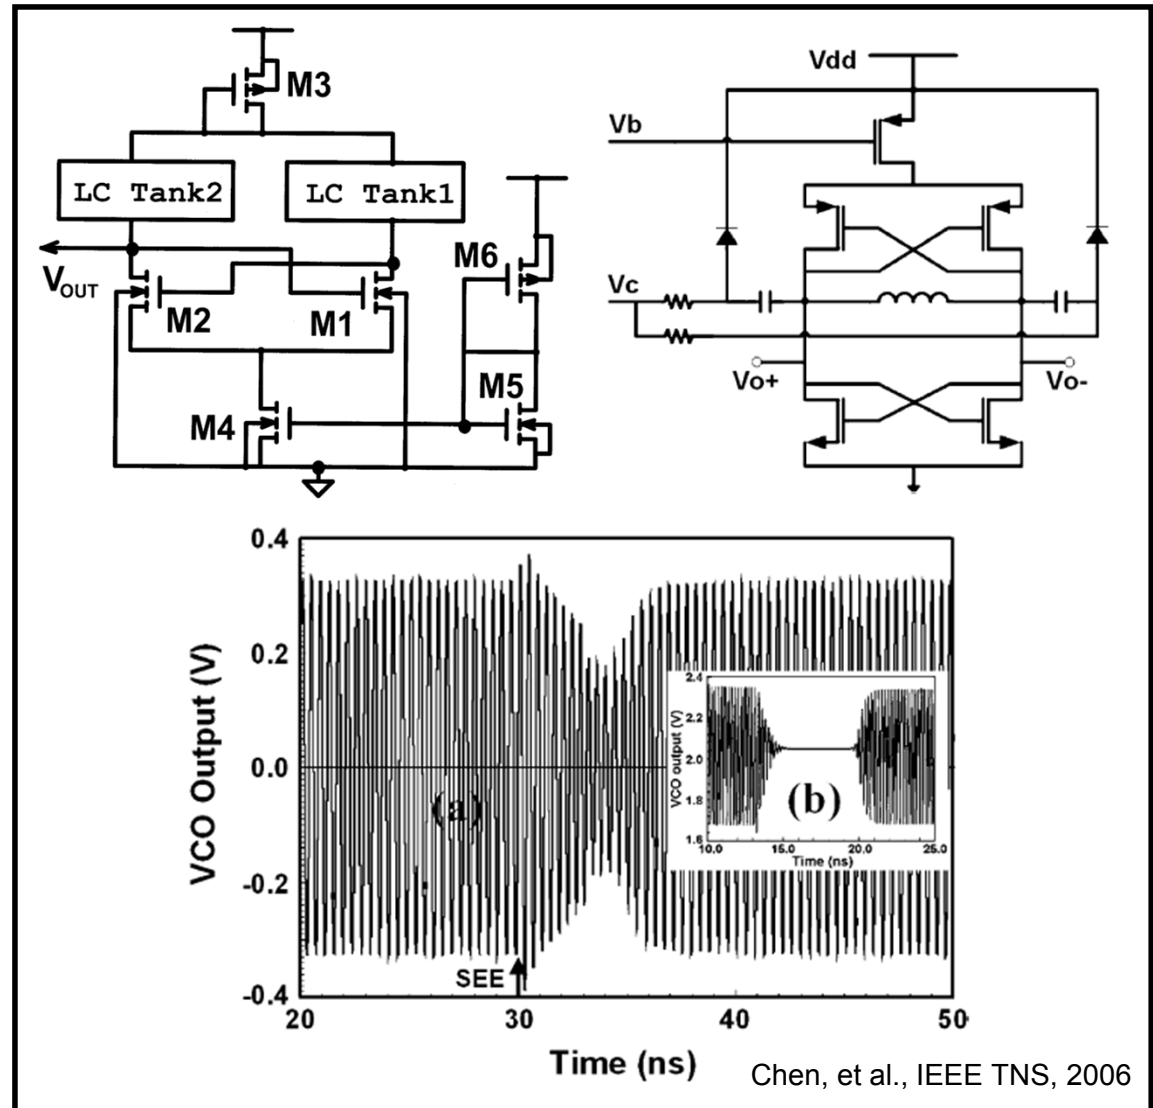 M3
LC Tank2
LC Tank1
VOUT
M2
M1
M6
M5
M4
Vdd
Vb
Vc
Vo+
Vo-
0.4
0.2
0.0
-0.2
-0.4
VCO Output (V)
(a)
SEE
20
30
40
50
Time (ns)
2.4
2.2
2.0
1.8
1.6
VCO output (V)
(b)
10.0
15.0
20.0
25.0
Time (ns)
Chen, et al., IEEE TNS, 2006